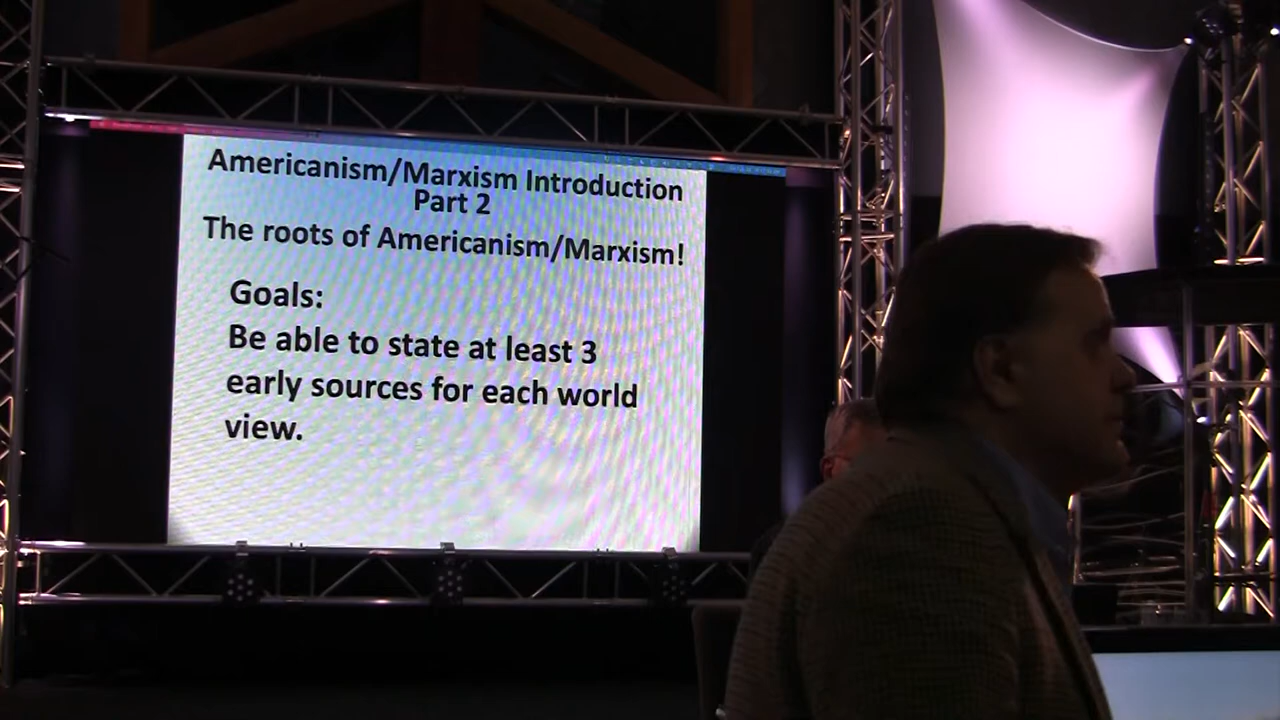 Americanism/Marxism Introduction
Part 2
The roots of Americanism/Marxism!
Goals:
Be able to state at least 3
early sources for each world
view.